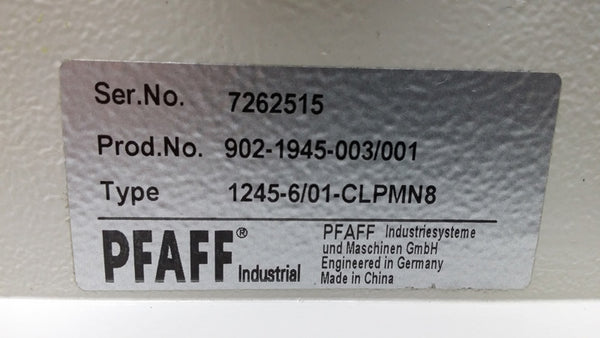 Ser.No. 7262515
Prod.No. 902-1945-003/001
Type 1245-6/01-CLPMN8
PFAFF® Industrial
PFAFF Industriesysteme
und Maschinen GmbH
Engineered in Germany
Made in China